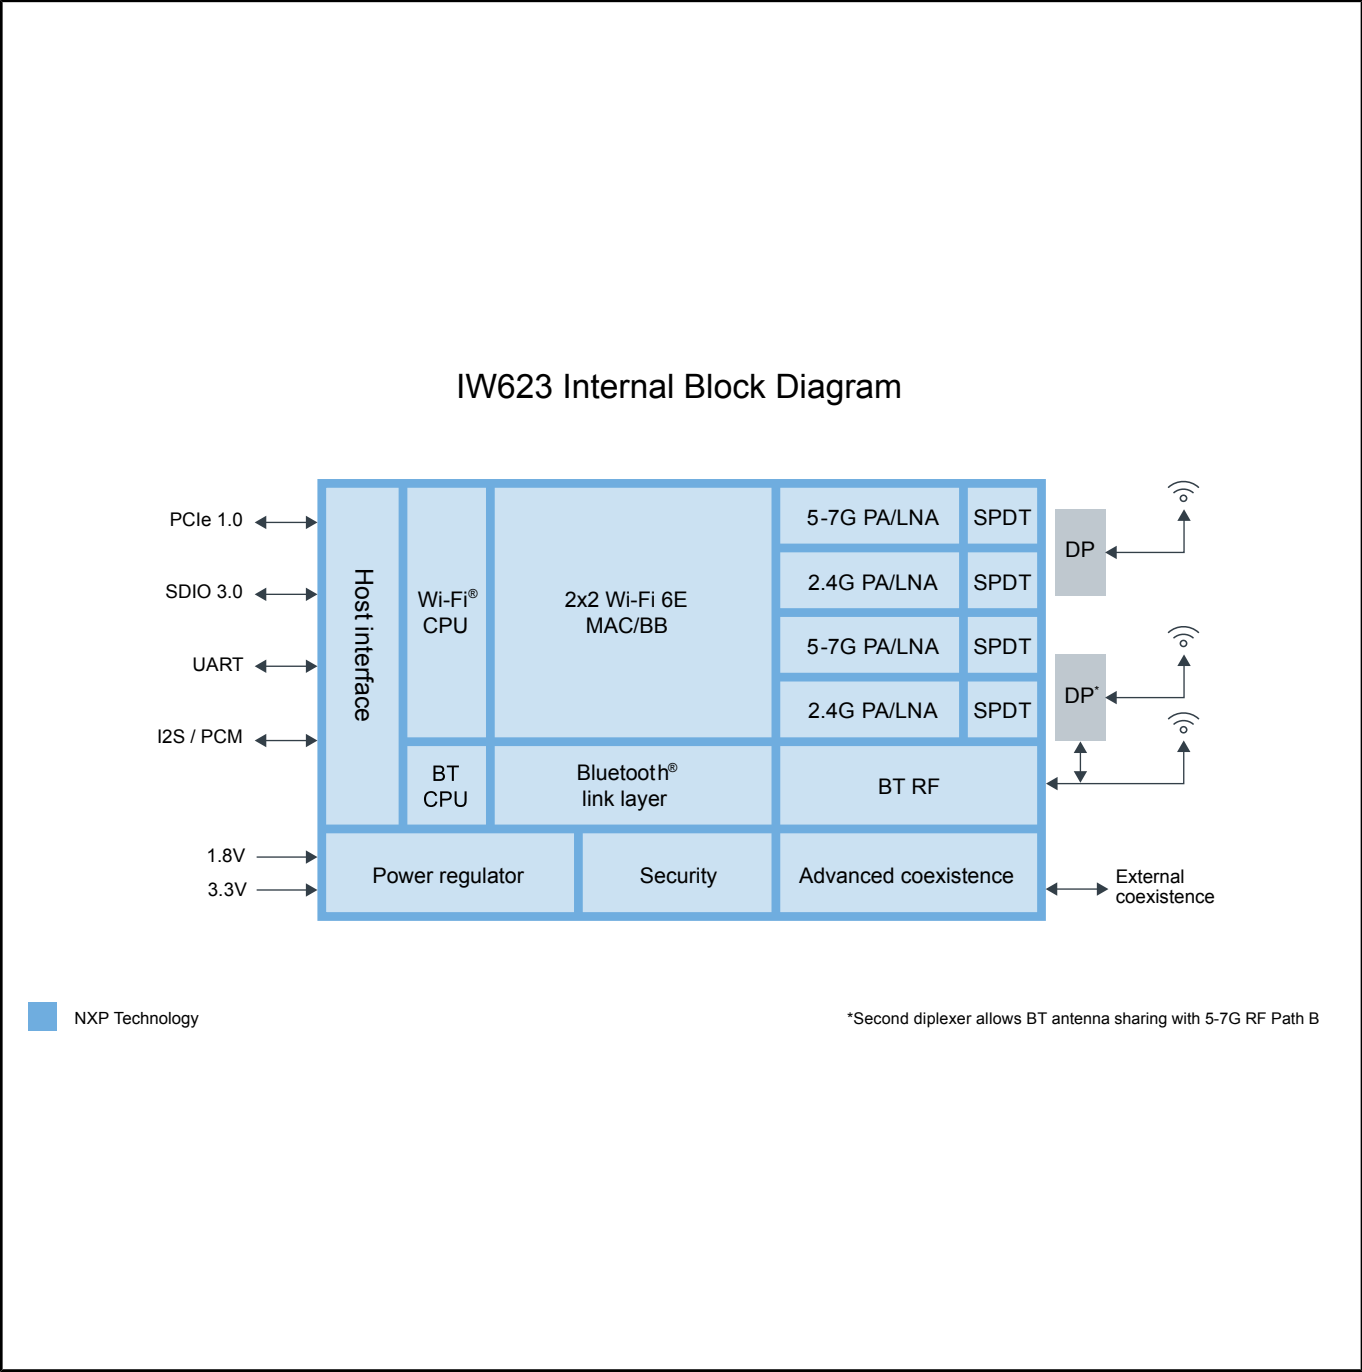 IW623 Internal Block Diagram
PCIe 1.0
SDIO 3.0
UART
I2S / PCM
1.8V
3.3V
Host interface
Wi-Fi®
CPU
2x2 Wi-Fi 6E
MAC/BB
5-7G PA/LNA
SPDT
2.4G PA/LNA
SPDT
5-7G PA/LNA
SPDT
2.4G PA/LNA
SPDT
DP
DP*
BT
CPU
Bluetooth®
link layer
BT RF
Power regulator
Security
Advanced coexistence
External
coexistence
NXP Technology
*Second diplexer allows BT antenna sharing with 5-7G RF Path B